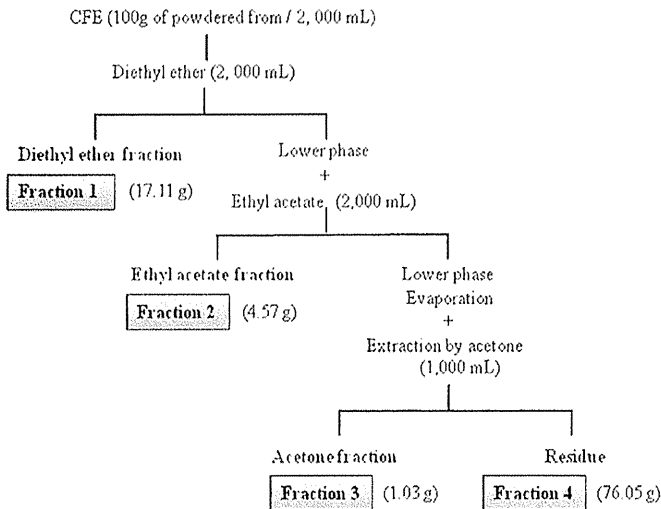 CFE (100g of powdered from / 2, 000 mL)
Diethyl ether (2, 000 mL)
Diethyl ether fraction
Fraction 1 (17.11 g)
Lower phase
+
Ethyl acetate (2,000 mL)
Ethyl acetate fraction
Fraction 2 (4.57 g)
Lower phase
Evaporation
+
Extraction by acetone
(1,000 mL)
Acetone fraction
Fraction 3 (1.03 g)
Residue
Fraction 4 (76.05 g)